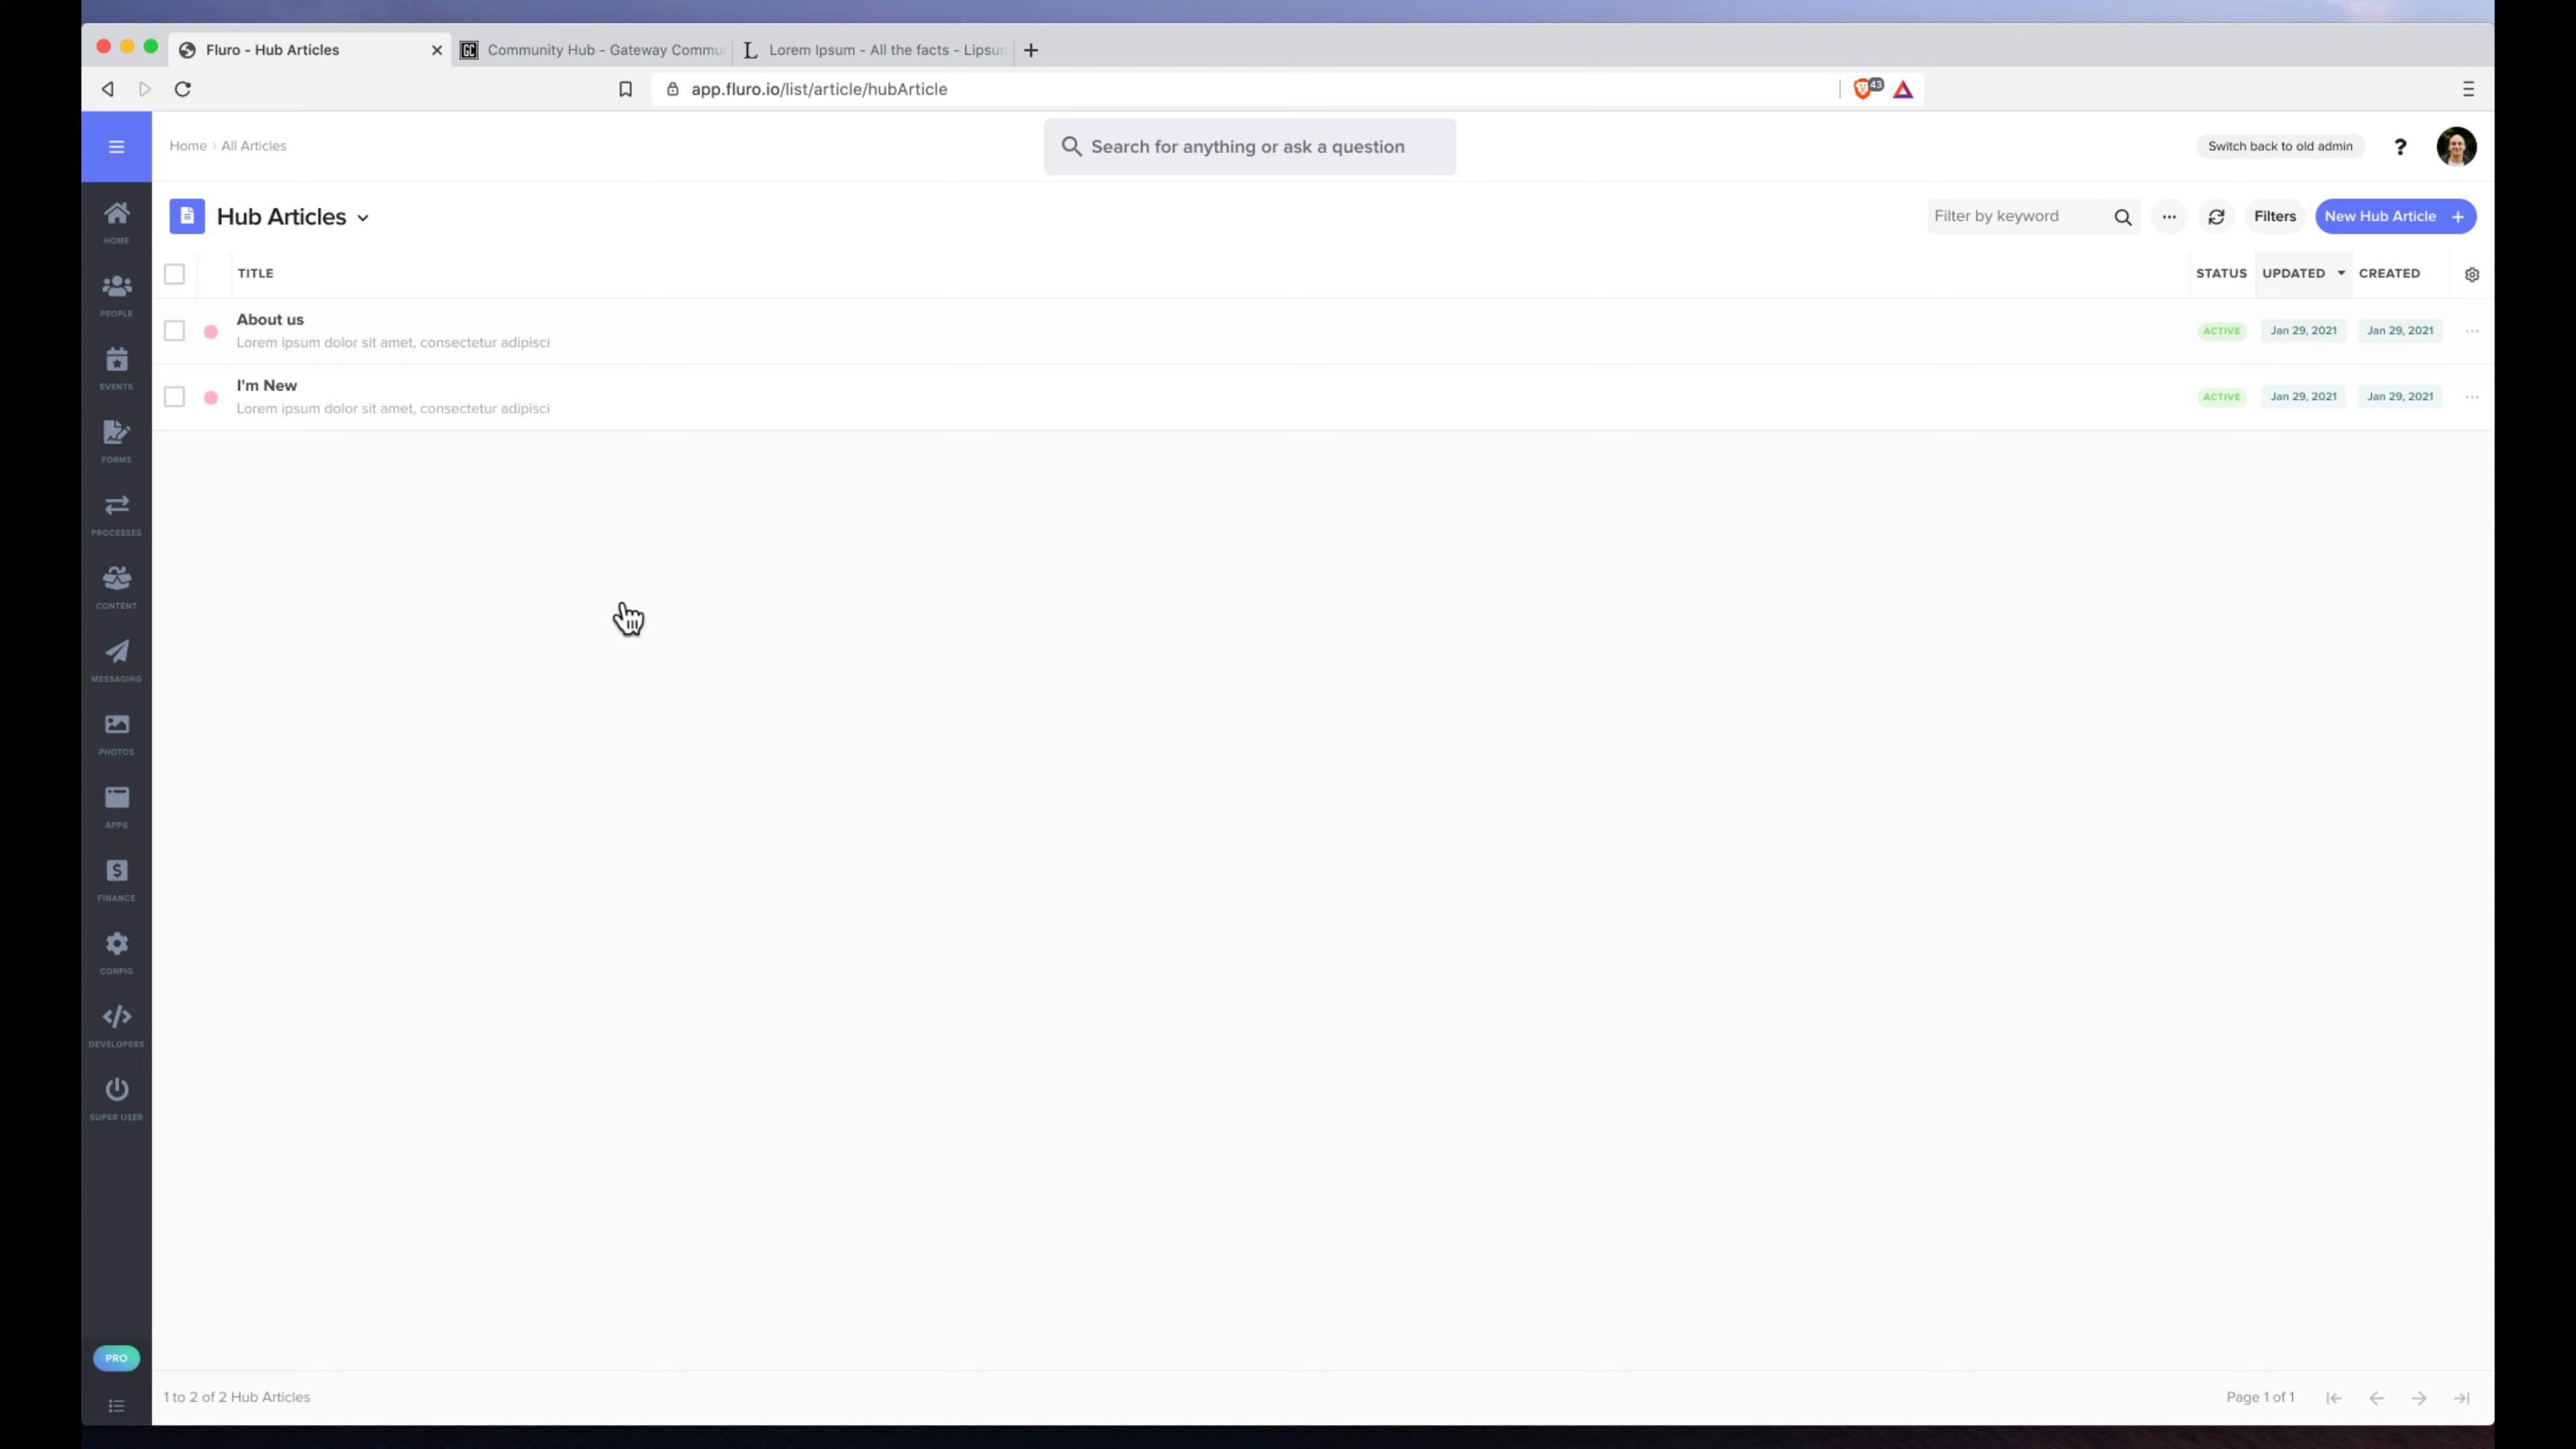 Fluro - Hub Articles
GC Community Hub - Gateway Commu
L Lorem Ipsum - All the facts - Lipsum
app.fluro.io/list/article/hubArticle
43
Home > All Articles
Search for anything or ask a question
Switch back to old admin
?
Hub Articles
Filter by keyword
Filters
New Hub Article +
TITLE
STATUS
UPDATED
CREATED
About us
Lorem ipsum dolor sit amet, consectetur adipisci
ACTIVE
Jan 29, 2021
Jan 29, 2021
I'm New
Lorem ipsum dolor sit amet, consectetur adipisci
ACTIVE
Jan 29, 2021
Jan 29, 2021
HOME
PEOPLE
EVENTS
FORMS
PROCESSES
CONTENT
MESSAGING
PHOTOS
APPS
FINANCE
CONFIG
DEVELOPERS
SUPER USER
PRO
1 to 2 of 2 Hub Articles
Page 1 of 1